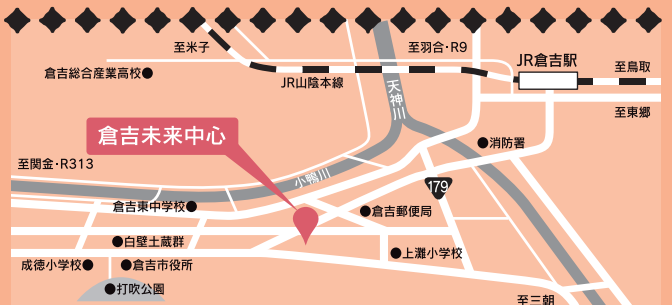 至米子
至羽合・R9
JR倉吉駅
至鳥取
倉吉総合産業高校
JR山陰本線
天神川
至東郷
倉吉未来中心
消防署
至関金・R313
小鴨川
179
倉吉東中学校
倉吉郵便局
白壁土蔵群
上灘小学校
成徳小学校
倉吉市役所
打吹公園
至三朝